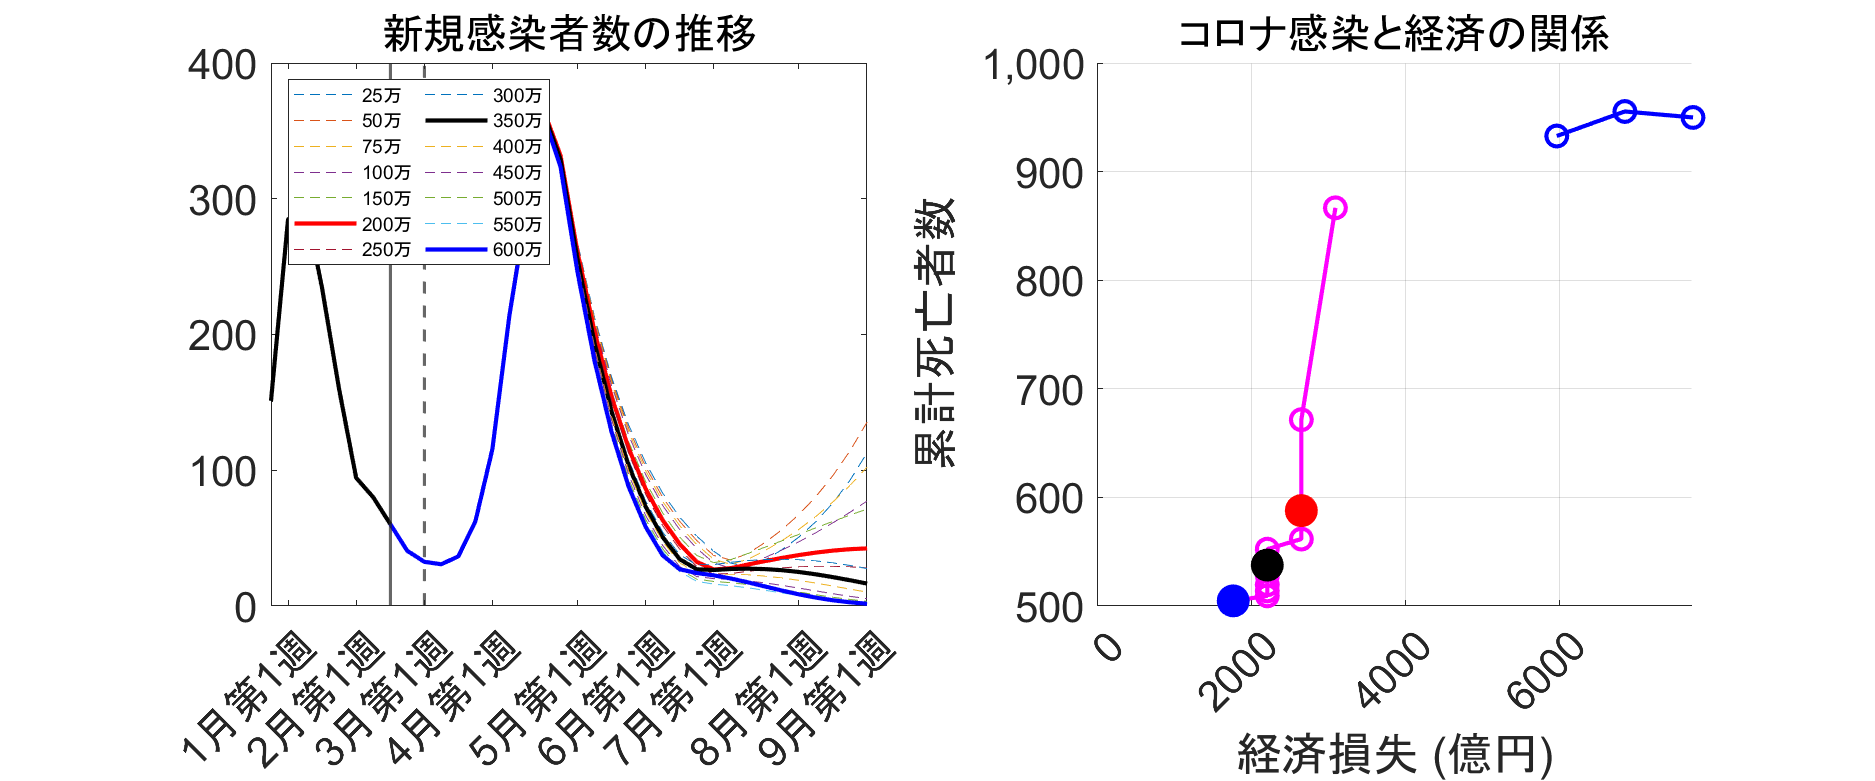 新規感染者数の推移
400
300
200
100
0
25万
50万
75万
100万
150万
200万
250万
300万
350万
400万
450万
500万
550万
600万
1月第1週
2月第1週
3月第1週
4月第1週
5月第1週
6月第1週
7月第1週
8月第1週
9月第1週
コロナ感染と経済の関係
累計死亡者数
1,000
900
800
700
600
500
0
2000
4000
6000
経済損失 (億円)